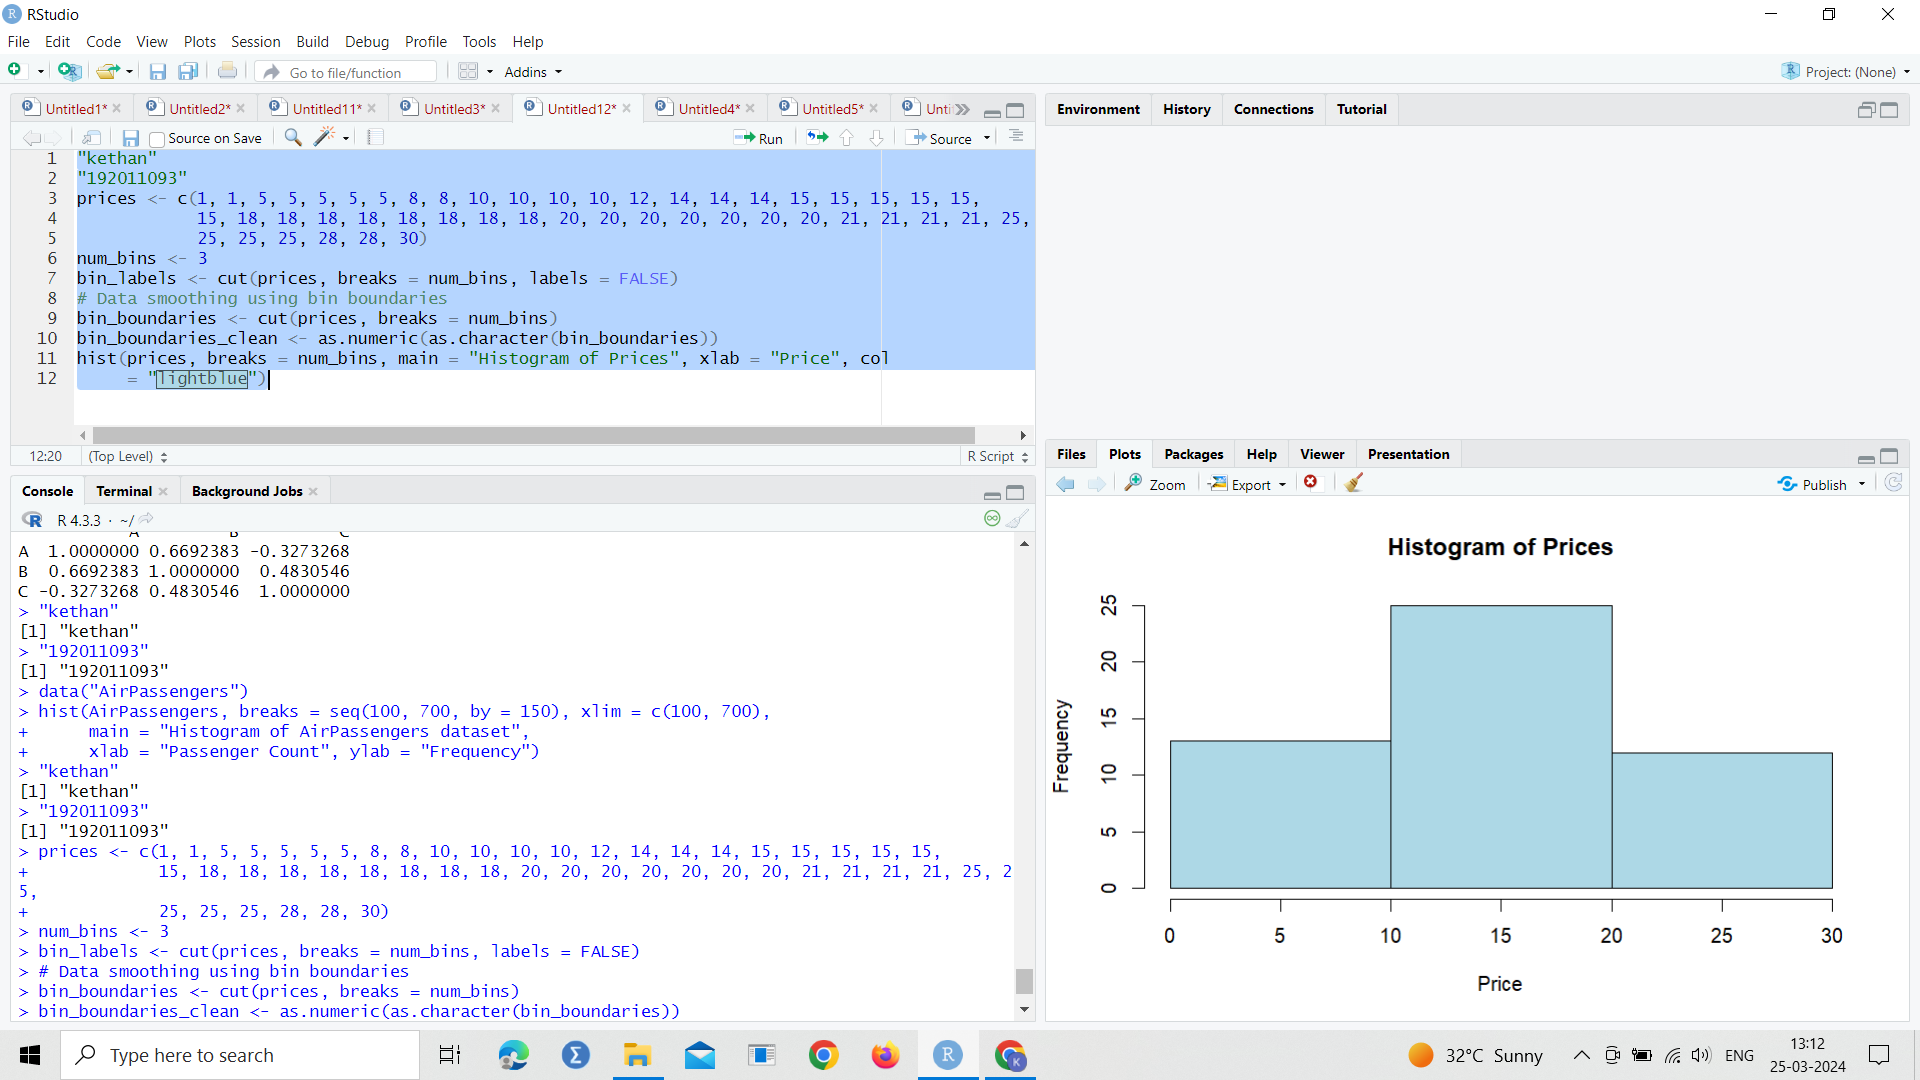 RStudio
File Edit Code View Plots Session Build Debug Profile Tools Help
Go to file/function
Addins
Project: (None)
Untitled1* Untitled2* Untitled11* Untitled3* Untitled12* Untitled4* Untitled5* Unti
Source on Save
Run
Source
1 "kethan"
2 "192011093"
3 prices <- c(1, 1, 5, 5, 5, 5, 5, 8, 8, 10, 10, 10, 10, 12, 14, 14, 14, 15, 15, 15, 15, 15,
4 15, 18, 18, 18, 18, 18, 18, 18, 18, 20, 20, 20, 20, 20, 20, 20, 21, 21, 21, 21, 25,
5 25, 25, 25, 28, 28, 30)
6 num_bins <- 3
7 bin_labels <- cut(prices, breaks = num_bins, labels = FALSE)
8 # Data smoothing using bin boundaries
9 bin_boundaries <- cut(prices, breaks = num_bins)
10 bin_boundaries_clean <- as.numeric(as.character(bin_boundaries))
11 hist(prices, breaks = num_bins, main = "Histogram of Prices", xlab = "Price", col
12 = "lightblue")
12:20 (Top Level) R Script
Console Terminal Background Jobs
R 4.3.3 · ~/
A B C
A 1.0000000 0.6692383 -0.3273268
B 0.6692383 1.0000000 0.4830546
C -0.3273268 0.4830546 1.0000000
> "kethan"
[1] "kethan"
> "192011093"
[1] "192011093"
> data("AirPassengers")
> hist(AirPassengers, breaks = seq(100, 700, by = 150), xlim = c(100, 700),
+ main = "Histogram of AirPassengers dataset",
+ xlab = "Passenger Count", ylab = "Frequency")
> "kethan"
[1] "kethan"
> "192011093"
[1] "192011093"
> prices <- c(1, 1, 5, 5, 5, 5, 5, 8, 8, 10, 10, 10, 10, 12, 14, 14, 14, 15, 15, 15, 15, 15,
+ 15, 18, 18, 18, 18, 18, 18, 18, 18, 20, 20, 20, 20, 20, 20, 20, 21, 21, 21, 21, 25, 2
5,
+ 25, 25, 25, 28, 28, 30)
> num_bins <- 3
> bin_labels <- cut(prices, breaks = num_bins, labels = FALSE)
> # Data smoothing using bin boundaries
> bin_boundaries <- cut(prices, breaks = num_bins)
> bin_boundaries_clean <- as.numeric(as.character(bin_boundaries))
Environment History Connections Tutorial
Files Plots Packages Help Viewer Presentation
Zoom Export Publish
Histogram of Prices
Frequency
25
20
15
10
5
0
0 5 10 15 20 25 30
Price
Type here to search
32°C Sunny
ENG
13:12
25-03-2024